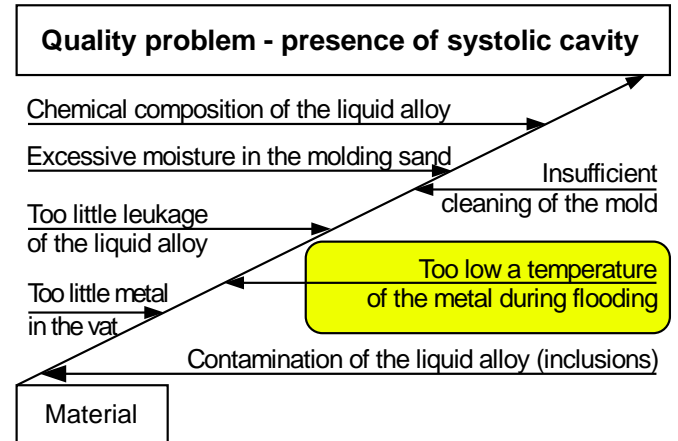 Quality problem - presence of systolic cavity
Chemical composition of the liquid alloy
Excessive moisture in the molding sand
Insufficient
cleaning of the mold
Too little leukage
of the liquid alloy
Too low a temperature
of the metal during flooding
Too little metal
in the vat
Contamination of the liquid alloy (inclusions)
Material